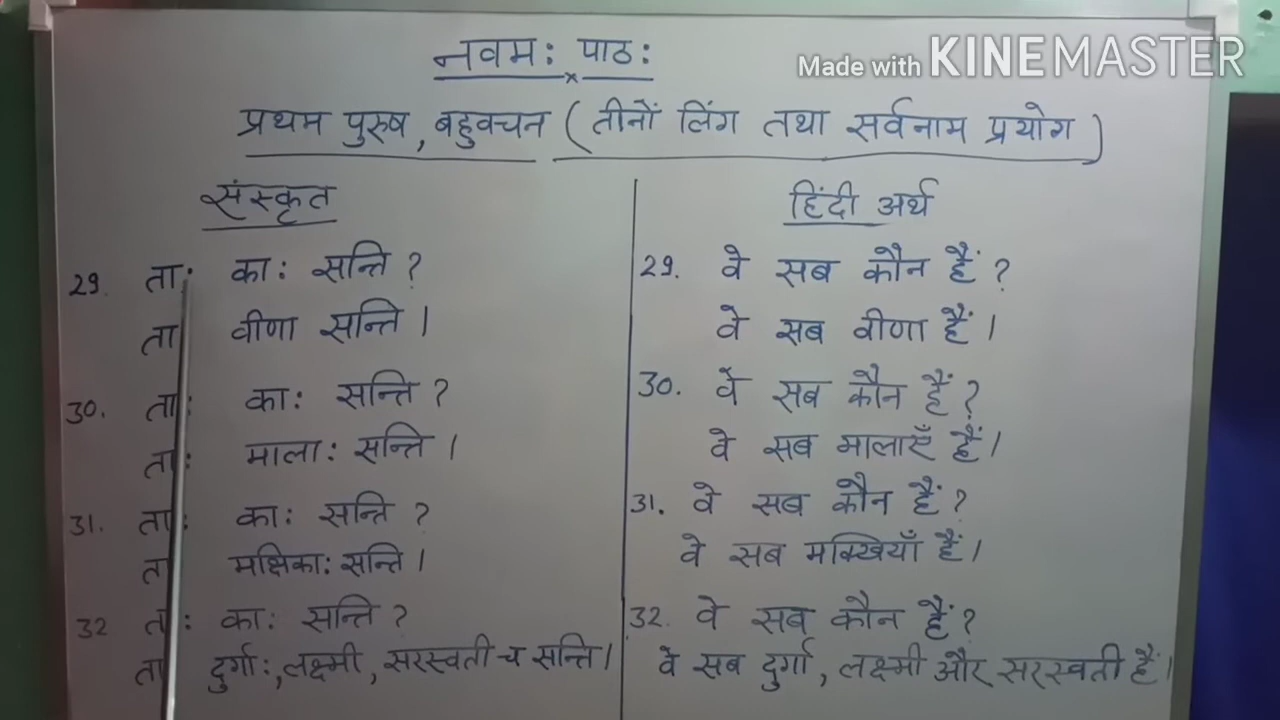 Made with KINEMASTER
नवमः पाठः
×
प्रथम पुरुष, बहुवचन (तीनों लिंग तथा सर्वनाम प्रयोग)
संस्कृत
29. ताः काः सन्ति ?
ता वीणा सन्ति ।
30. ताः काः सन्ति ?
ताः मालाः सन्ति ।
31. ताः काः सन्ति ?
ता मक्षिकाः सन्ति ।
32 ताः काः सन्ति ?
ता दुर्गाः, लक्ष्मी, सरस्वती च सन्ति ।
हिंदी अर्थ
29. वे सब कौन हैं ?
वे सब वीणा हैं ।
30. वे सब कौन हैं ?
वे सब मालाएँ हैं ।
31. वे सब कौन हैं ?
वे सब मक्खियाँ हैं ।
32. वे सब कौन हैं ?
वे सब दुर्गा, लक्ष्मी और सरस्वती हैं ।